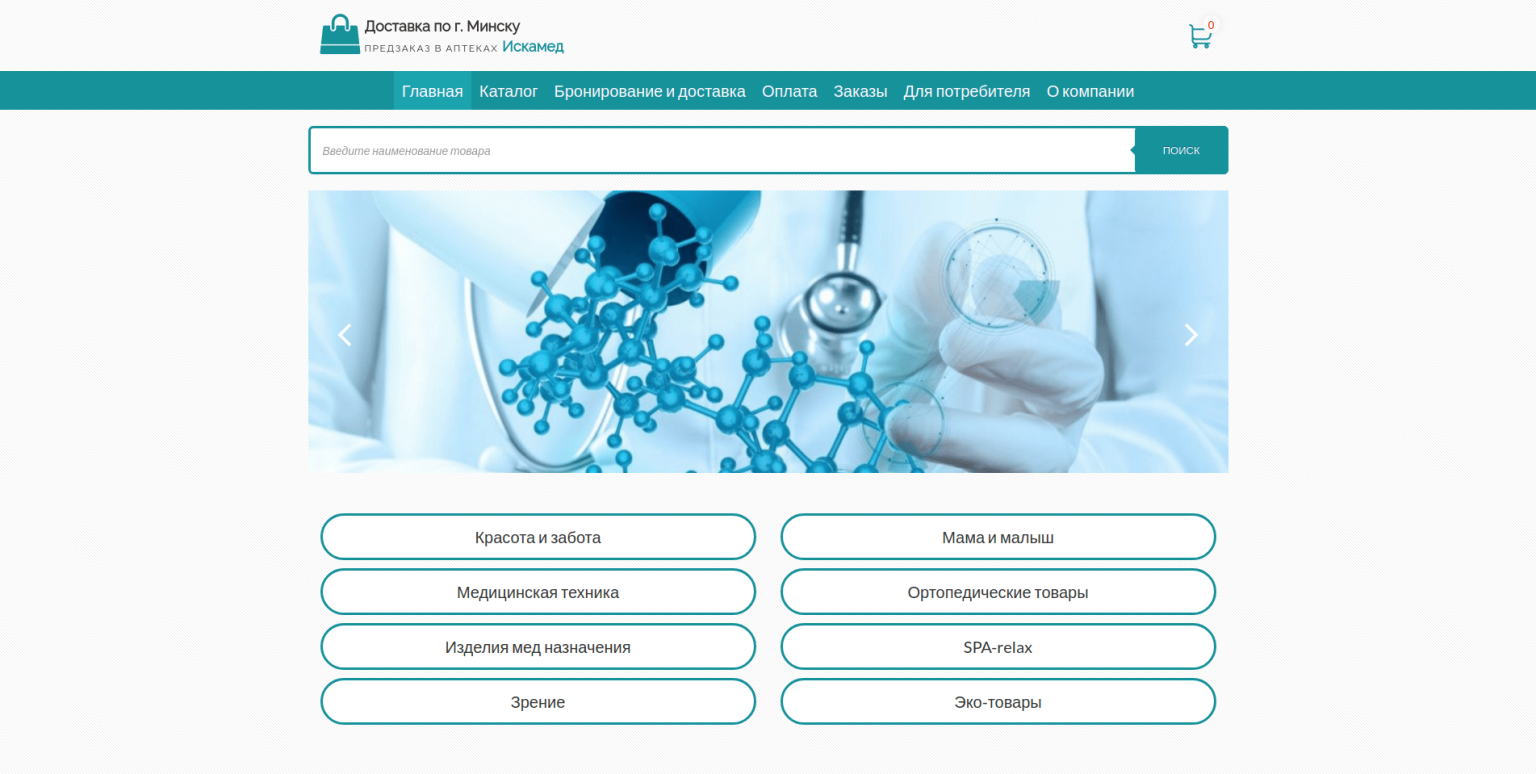 Доставка по г. Минску
ПРЕДЗАКАЗ В АПТЕКАХ Искамед
0
Главная Каталог Бронирование и доставка Оплата Заказы Для потребителя О компании
Введите наименование товара
ПОИСК
Красота и забота
Мама и малыш
Медицинская техника
Ортопедические товары
Изделия мед назначения
SPA-relax
Зрение
Эко-товары